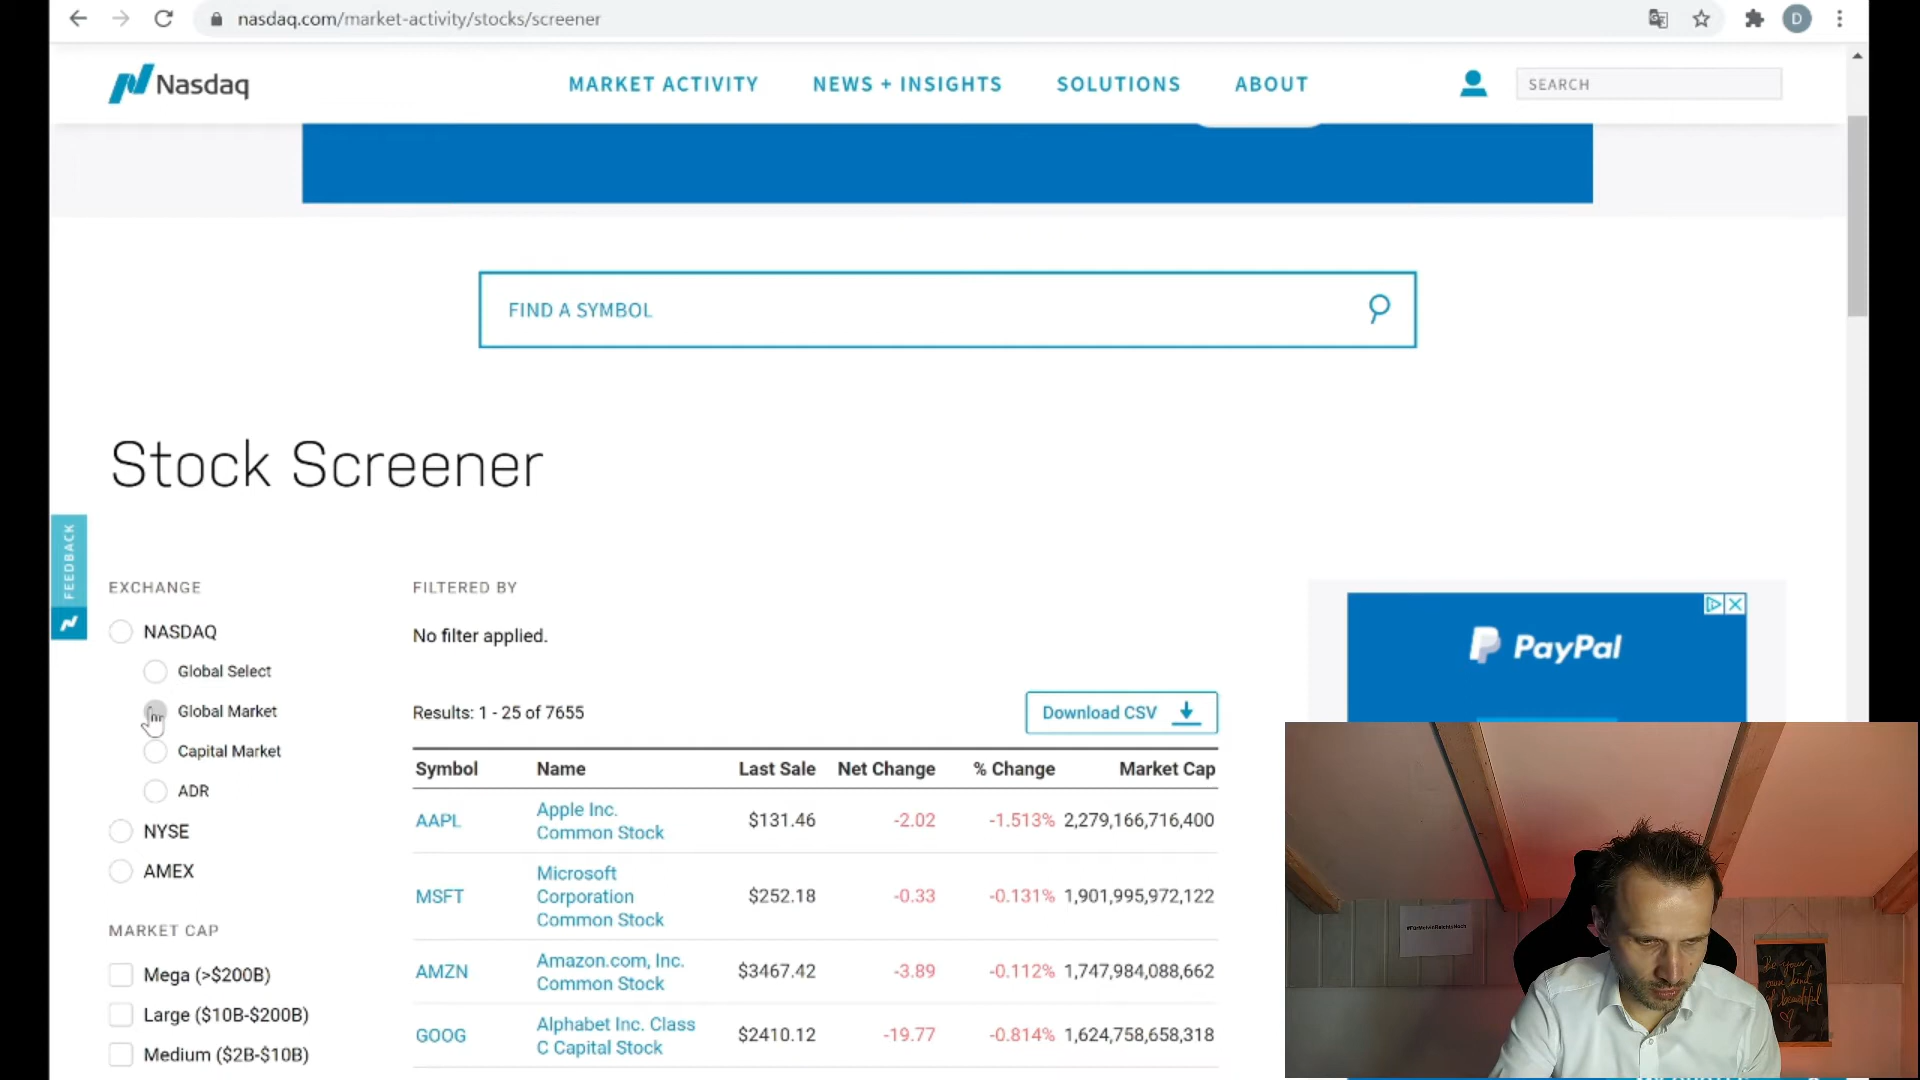 nasdaq.com/market-activity/stocks/screener
D
Nasdaq
MARKET ACTIVITY
NEWS + INSIGHTS
SOLUTIONS
ABOUT
SEARCH
FIND A SYMBOL
Stock Screener
FEEDBACK
EXCHANGE
NASDAQ
Global Select
Global Market
Capital Market
ADR
NYSE
AMEX
MARKET CAP
Mega (>$200B)
Large ($10B-$200B)
Medium ($2B-$10B)
FILTERED BY
No filter applied.
Results: 1 - 25 of 7655
Download CSV
Symbol Name Last Sale Net Change % Change Market Cap
AAPL Apple Inc. Common Stock $131.46 -2.02 -1.513% 2,279,166,716,400
MSFT Microsoft Corporation Common Stock $252.18 -0.33 -0.131% 1,901,995,972,122
AMZN Amazon.com, Inc. Common Stock $3467.42 -3.89 -0.112% 1,747,984,088,662
GOOG Alphabet Inc. Class C Capital Stock $2410.12 -19.77 -0.814% 1,624,758,658,318
PayPal
Be your
own kind
of beautiful